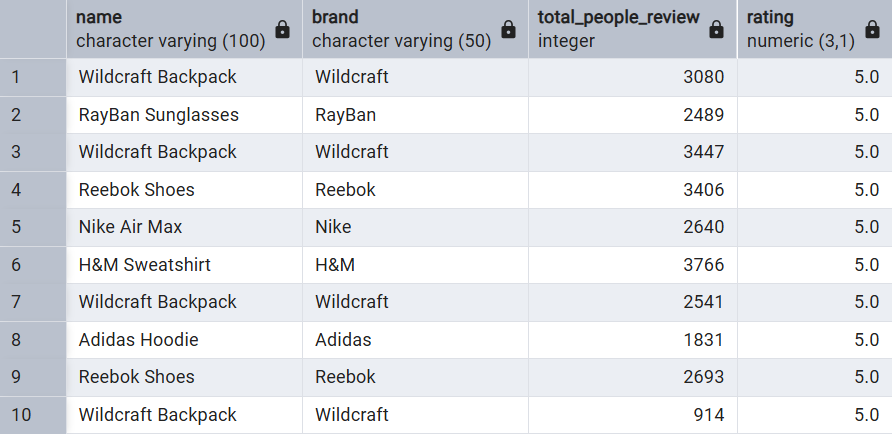 name brand total_people_review rating
character varying (100) character varying (50) integer numeric (3,1)
1 Wildcraft Backpack Wildcraft 3080 5.0
2 RayBan Sunglasses RayBan 2489 5.0
3 Wildcraft Backpack Wildcraft 3447 5.0
4 Reebok Shoes Reebok 3406 5.0
5 Nike Air Max Nike 2640 5.0
6 H&M Sweatshirt H&M 3766 5.0
7 Wildcraft Backpack Wildcraft 2541 5.0
8 Adidas Hoodie Adidas 1831 5.0
9 Reebok Shoes Reebok 2693 5.0
10 Wildcraft Backpack Wildcraft 914 5.0